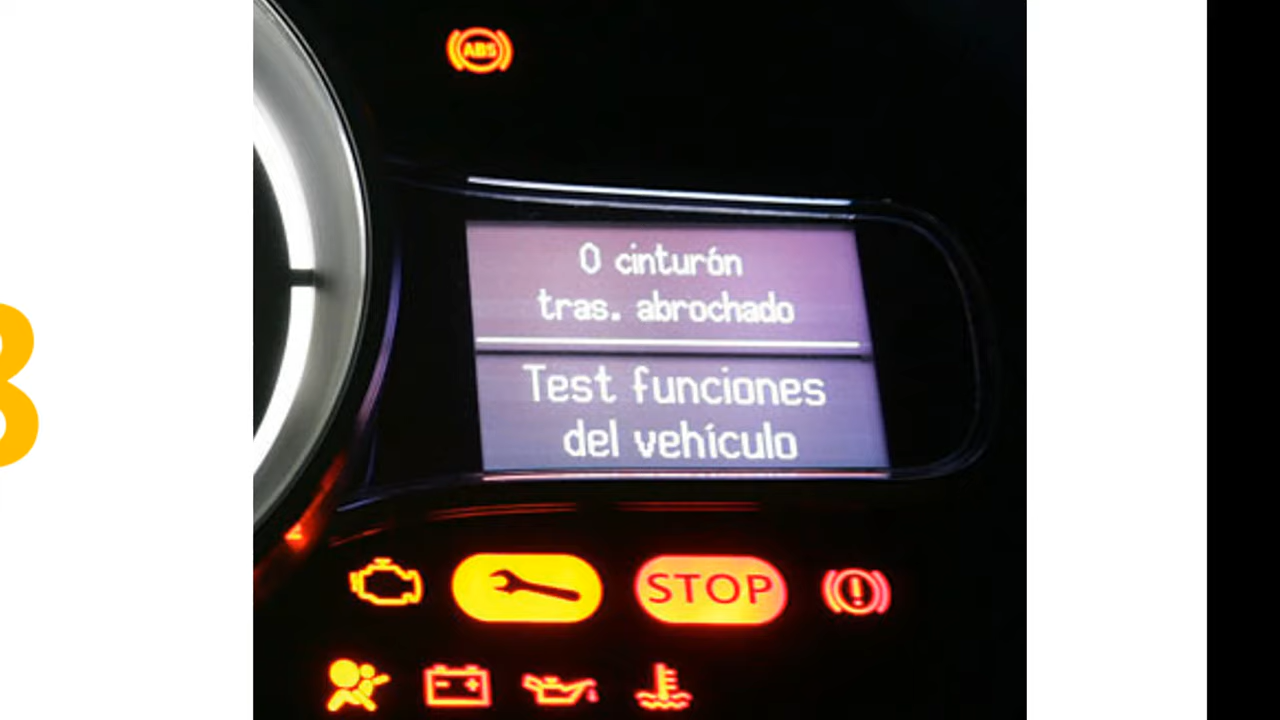 ABS
0 cinturón
tras. abrochado
Test funciones
del vehículo
STOP